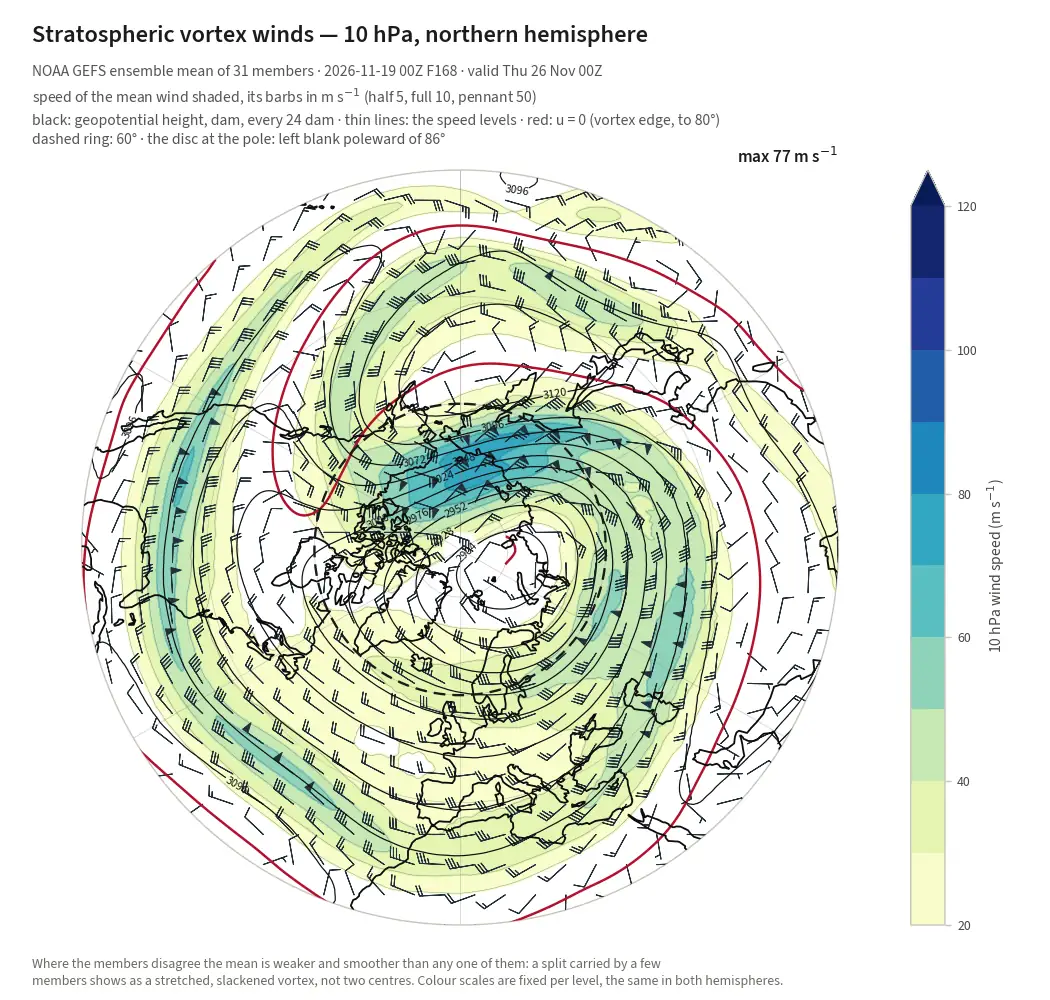 Stratospheric vortex winds — 10 hPa, northern hemisphere
NOAA GEFS ensemble mean of 31 members · 2026-11-19 00Z F168 · valid Thu 26 Nov 00Z
speed of the mean wind shaded, its barbs in m s⁻¹ (half 5, full 10, pennant 50)
black: geopotential height, dam, every 24 dam · thin lines: the speed levels · red: u = 0 (vortex edge, to 80°)
dashed ring: 60° · the disc at the pole: left blank poleward of 86°
max 77 m s⁻¹
3096
120
100
80
60
40
20
10 hPa wind speed (m s⁻¹)
3120
3096
3072
3024
2976
2952
Where the members disagree the mean is weaker and smoother than any one of them: a split carried by a few
members shows as a stretched, slackened vortex, not two centres. Colour scales are fixed per level, the same in both hemispheres.